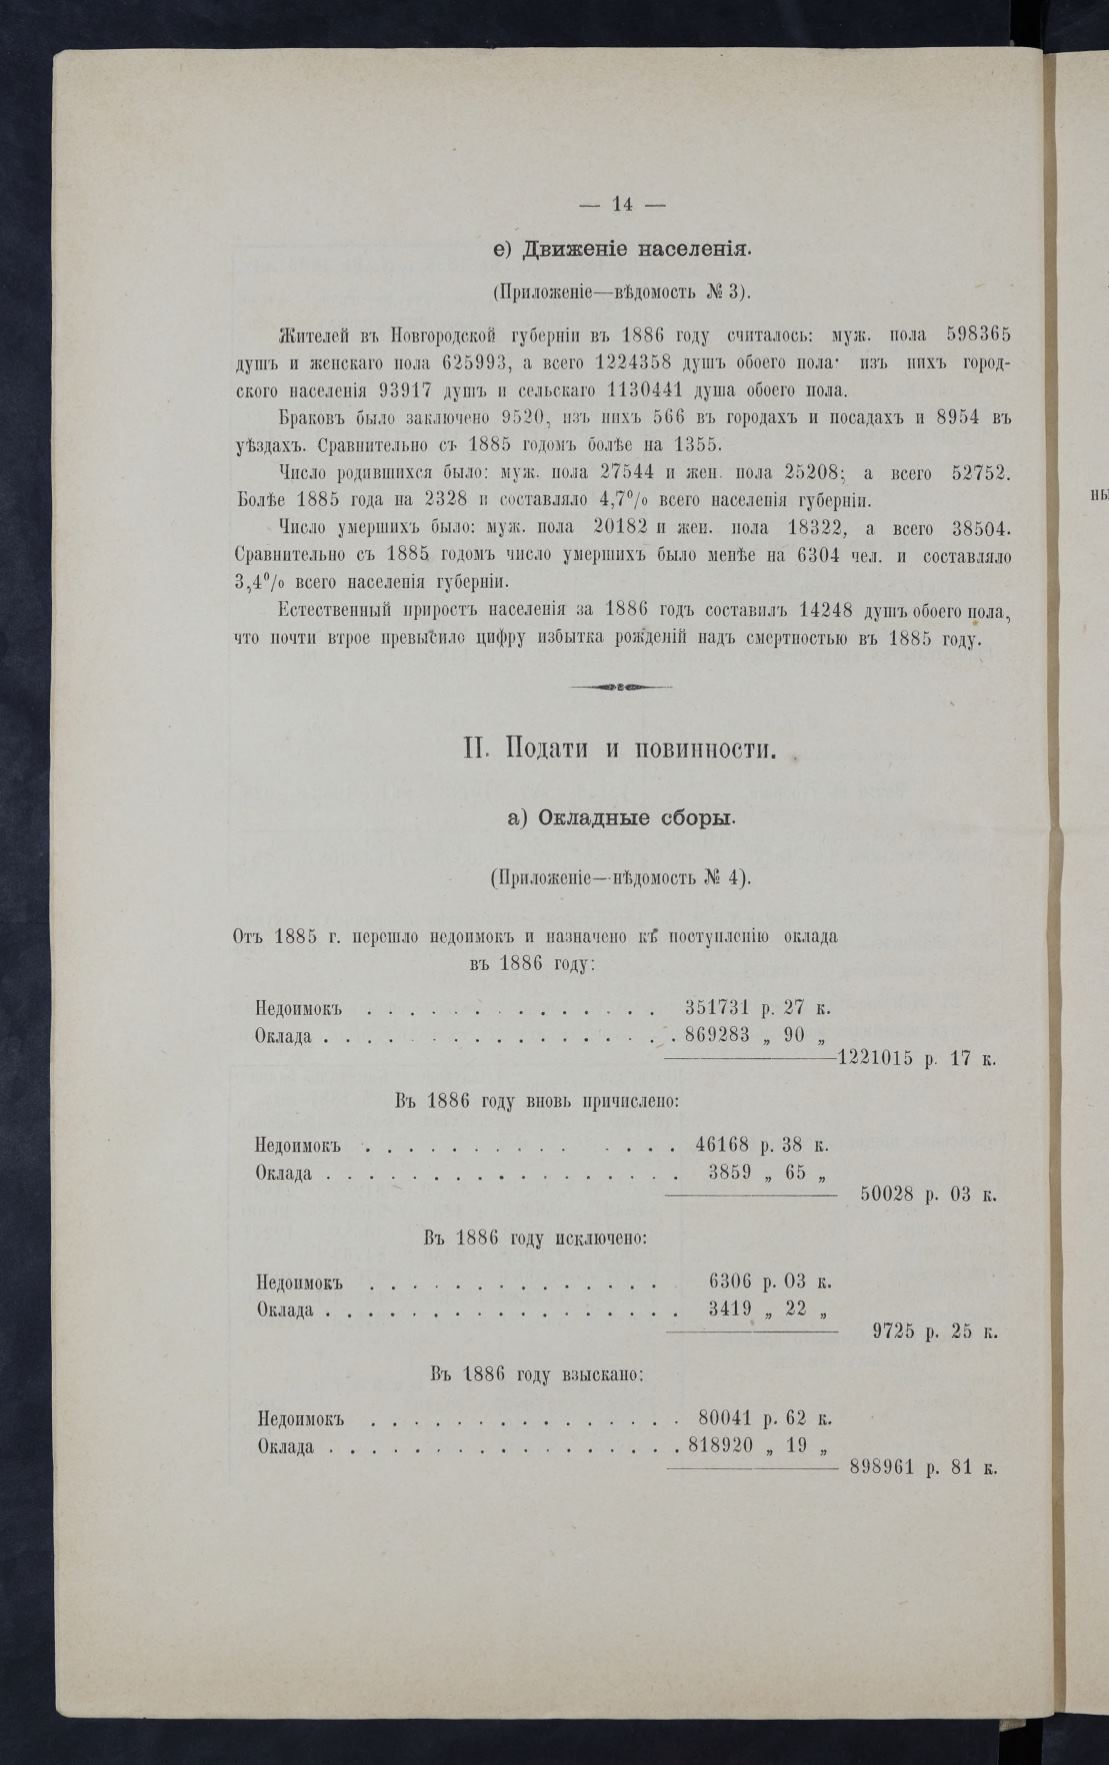 — 14 —
е) Движеніе населенія.
(Приложеніе—вѣдомость № 3).
Жителей въ Новгородской губерніи въ 1886 году считалось: муж. пола 598365
душъ и женскаго пола 625993, а всего 1224358 душъ обоего пола· изъ нихъ город-
ского населенія 93917 душъ и сельскаго 1130441 душа обоего пола.
Браковъ было заключено 9520, изъ нихъ 566 въ городахъ и посадахъ и 8954 въ
уѣздахъ. Сравнительно съ 1885 годомъ болѣе на 1355.
Число родившихся было: муж. пола 27544 и жен. пола 25208; а всего 52752.
Болѣе 1885 года на 2328 и составляло 4,7% всего населенія губерніи.
Число умершихъ было: муж. пола 20182 и жен. пола 18322, а всего 38504.
Сравнительно съ 1885 годомъ число умершихъ было менѣе на 6304 чел. и составляло
3,4% всего населенія губерніи.
Естественный приростъ населенія за 1886 годъ составилъ 14248 душъ обоего пола,
что почти втрое превысило цифру избытка рожденій надъ смертностью въ 1885 году.
II. Подати и повинности.
а) Окладные сборы.
(Приложеніе—нѣдомость № 4).
Отъ 1885 г. перешло недоимокъ и назначено къ поступленію оклада
въ 1886 году:
Недоимокъ . . . . . . . . . . . . . . 351731 р. 27 к.
Оклада . . . . . . . . . . . . . . . . . 869283 „ 90 „
1221015 р. 17 к.
Въ 1886 году вновь причислено:
Недоимокъ . . . . . . . . . . . . . . 46168 р. 38 к.
Оклада . . . . . . . . . . . . . . . . . 3859 „ 65 „
50028 р. 03 к.
Въ 1886 году исключено:
Недоимокъ . . . . . . . . . . . . . . 6306 р. 03 к.
Оклада . . . . . . . . . . . . . . . . . 3419 „ 22 „
9725 р. 25 к.
Въ 1886 году взыскано:
Недоимокъ . . . . . . . . . . . . . . . 80041 р. 62 к.
Оклада . . . . . . . . . . . . . . . . . 818920 „ 19 „
898961 р. 81 к.
ны